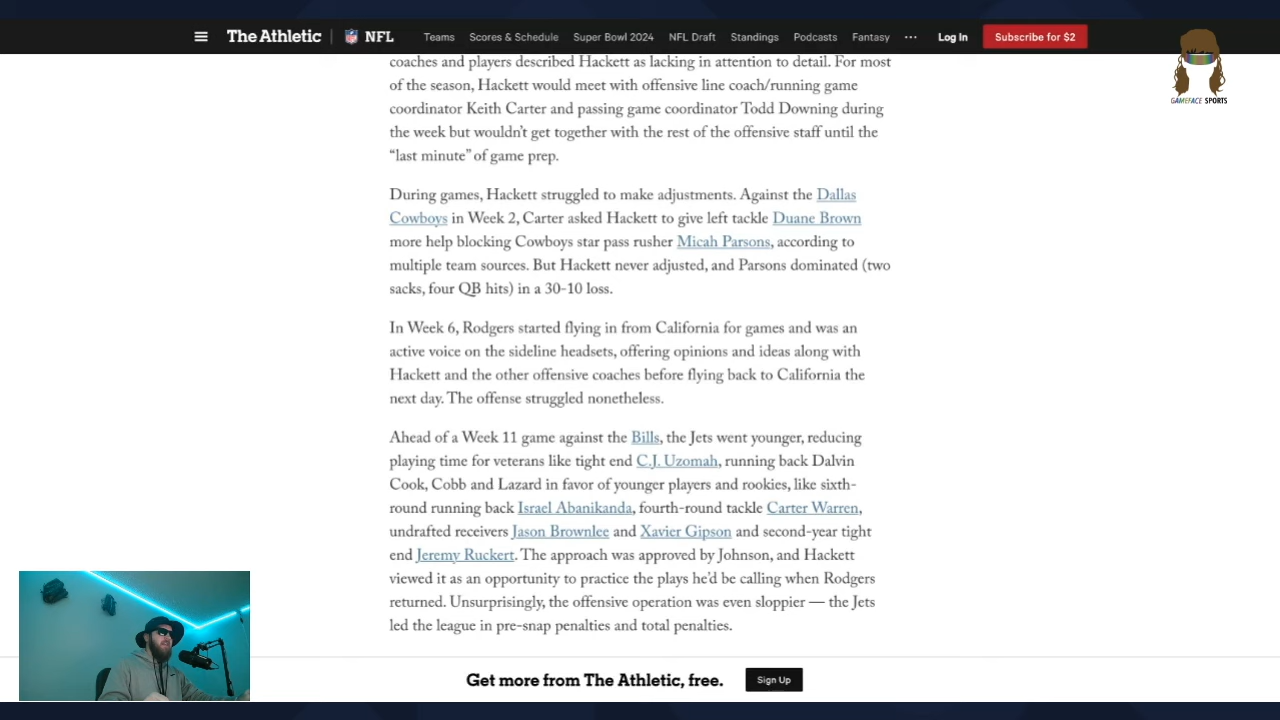 The Athletic NFL Teams Scores & Schedule Super Bowl 2024 NFL Draft Standings Podcasts Fantasy ••• Log In Subscribe for $2
GAMEFACE SPORTS
coaches and players described Hackett as lacking in attention to detail. For most
of the season, Hackett would meet with offensive line coach/running game
coordinator Keith Carter and passing game coordinator Todd Downing during
the week but wouldn't get together with the rest of the offensive staff until the
“last minute” of game prep.
During games, Hackett struggled to make adjustments. Against the Dallas
Cowboys in Week 2, Carter asked Hackett to give left tackle Duane Brown
more help blocking Cowboys star pass rusher Micah Parsons, according to
multiple team sources. But Hackett never adjusted, and Parsons dominated (two
sacks, four QB hits) in a 30-10 loss.
In Week 6, Rodgers started flying in from California for games and was an
active voice on the sideline headsets, offering opinions and ideas along with
Hackett and the other offensive coaches before flying back to California the
next day. The offense struggled nonetheless.
Ahead of a Week 11 game against the Bills, the Jets went younger, reducing
playing time for veterans like tight end C.J. Uzomah, running back Dalvin
Cook, Cobb and Lazard in favor of younger players and rookies, like sixth-
round running back Israel Abanikanda, fourth-round tackle Carter Warren,
undrafted receivers Jason Brownlee and Xavier Gipson and second-year tight
end Jeremy Ruckert. The approach was approved by Johnson, and Hackett
viewed it as an opportunity to practice the plays he'd be calling when Rodgers
returned. Unsurprisingly, the offensive operation was even sloppier — the Jets
led the league in pre-snap penalties and total penalties.
Get more from The Athletic, free. Sign Up